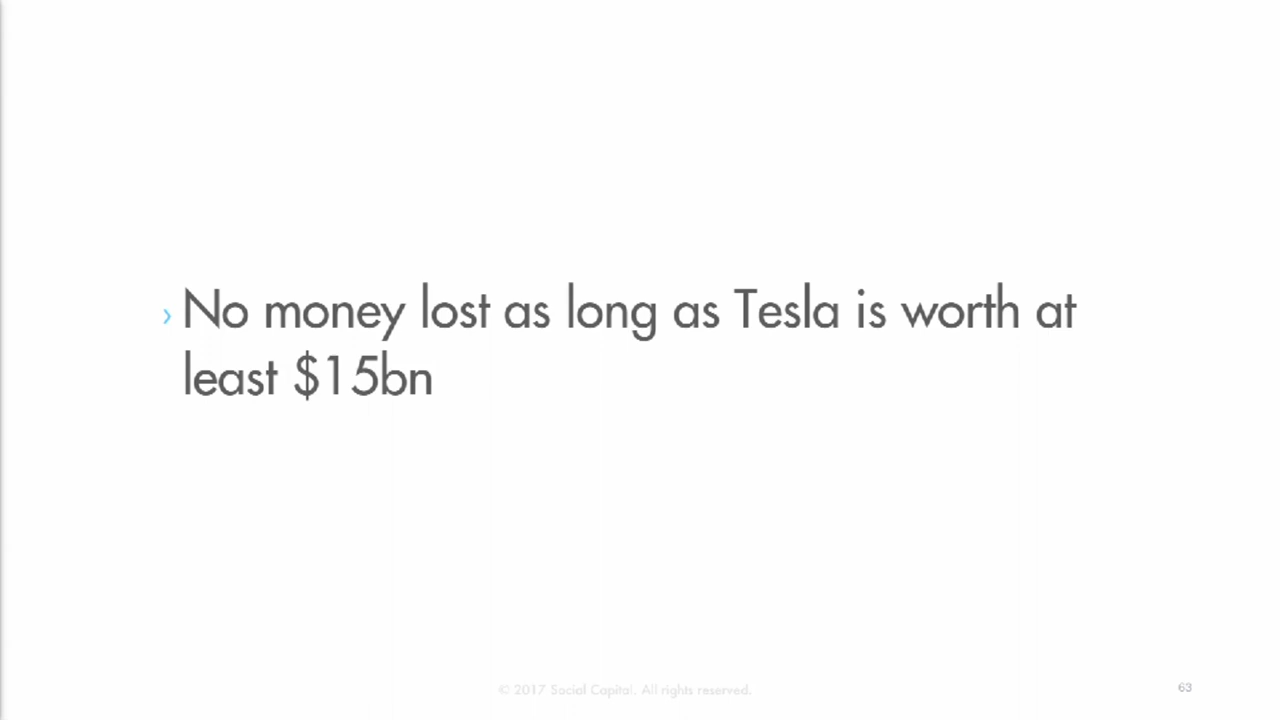 › No money lost as long as Tesla is worth at
least $15bn
© 2017 Social Capital. All rights reserved.
63